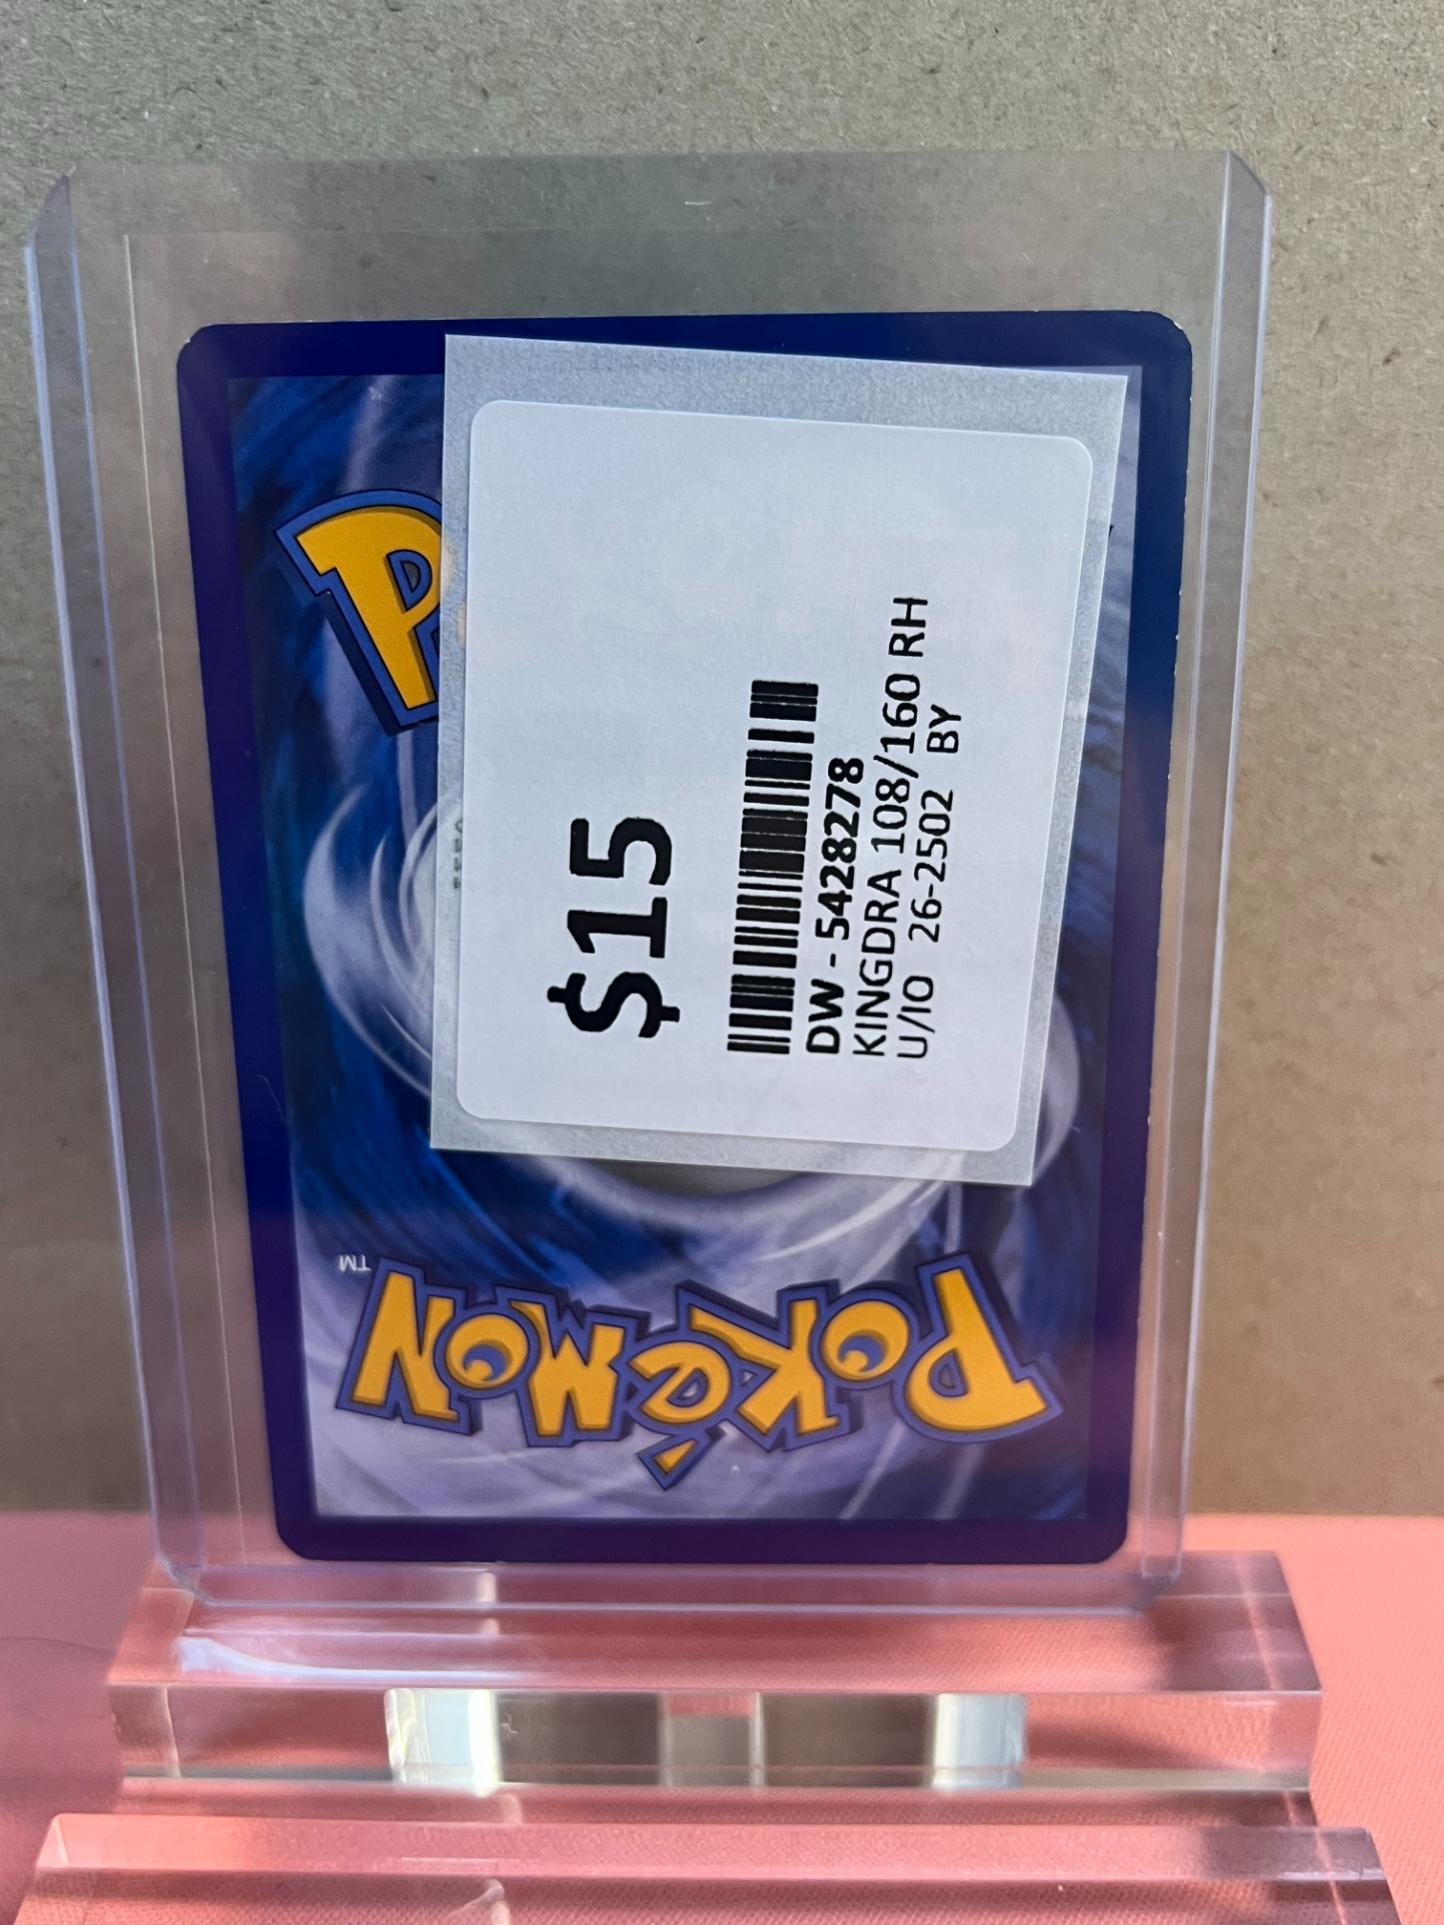 $15
DW - 5428278
KINGDRA 108/160 RH
U/IO 26-2502 BY
POKéMON
TM